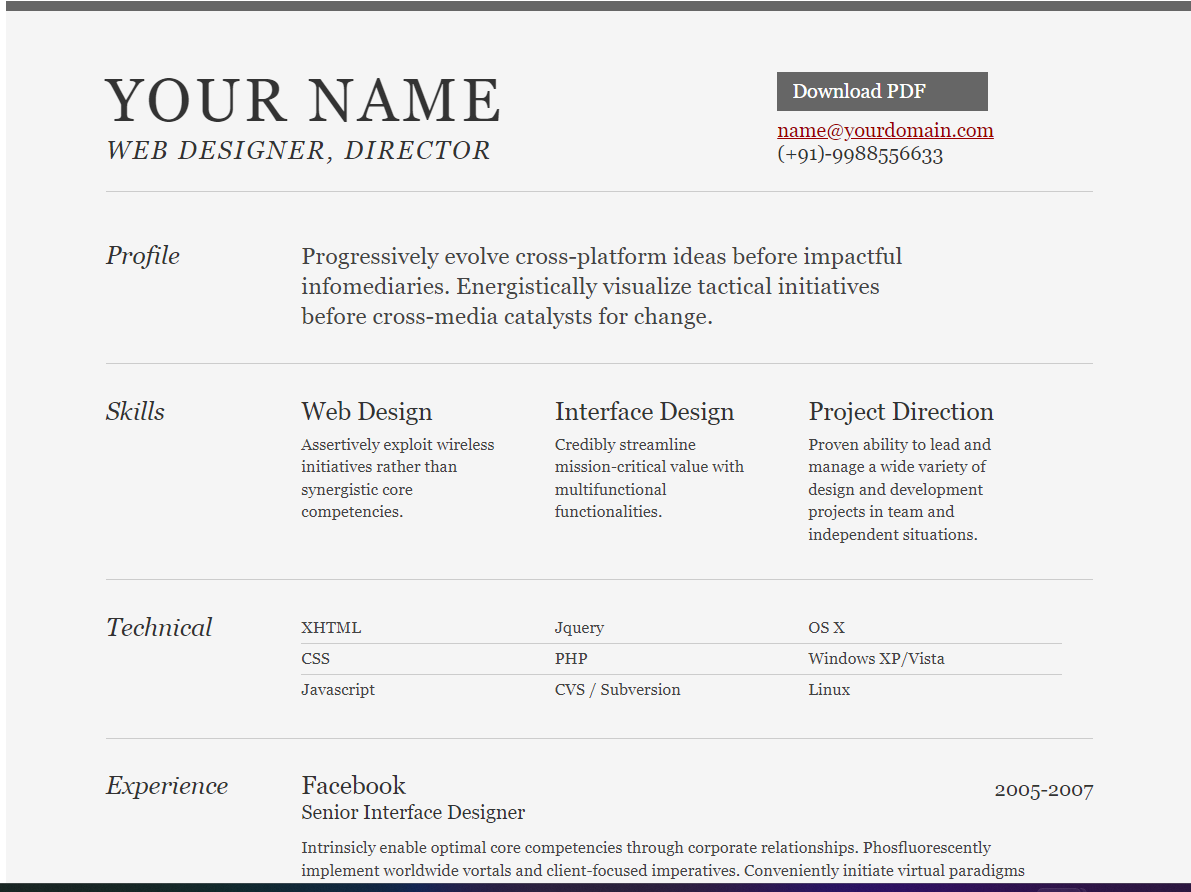 YOUR NAME
WEB DESIGNER, DIRECTOR
Download PDF
name@yourdomain.com
(+91)-9988556633
Profile
Progressively evolve cross-platform ideas before impactful
infomediaries. Energistically visualize tactical initiatives
before cross-media catalysts for change.
Skills
Web Design
Assertively exploit wireless
initiatives rather than
synergistic core
competencies.
Interface Design
Credibly streamline
mission-critical value with
multifunctional
functionalities.
Project Direction
Proven ability to lead and
manage a wide variety of
design and development
projects in team and
independent situations.
Technical
XHTML Jquery OS X
CSS PHP Windows XP/Vista
Javascript CVS / Subversion Linux
Experience
Facebook 2005-2007
Senior Interface Designer
Intrinsicly enable optimal core competencies through corporate relationships. Phosfluorescently
implement worldwide vortals and client-focused imperatives. Conveniently initiate virtual paradigms